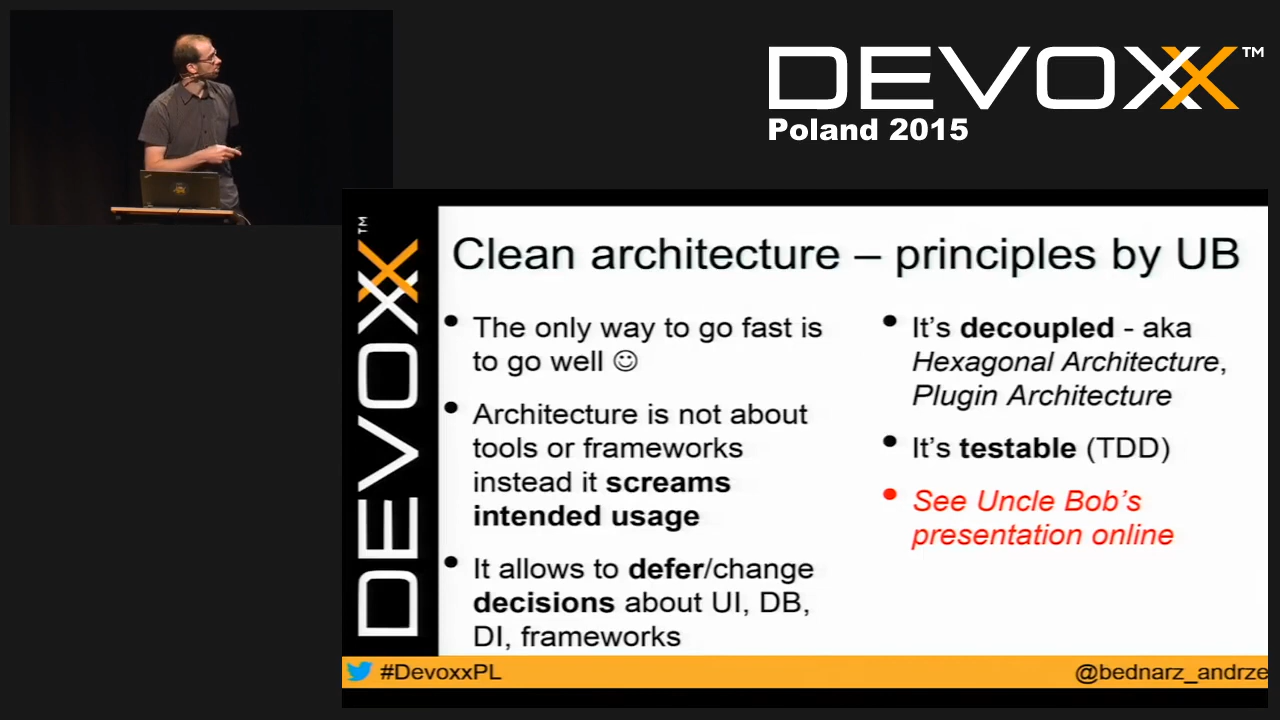 DEVOXX™
Poland 2015
DEVOXX™
Clean architecture – principles by UB
• The only way to go fast is
to go well ☺
• Architecture is not about
tools or frameworks
instead it screams
intended usage
• It allows to defer/change
decisions about UI, DB,
DI, frameworks
• It's decoupled - aka
Hexagonal Architecture,
Plugin Architecture
• It's testable (TDD)
• See Uncle Bob's
presentation online
#DevoxxPL
@bednarz_andrze